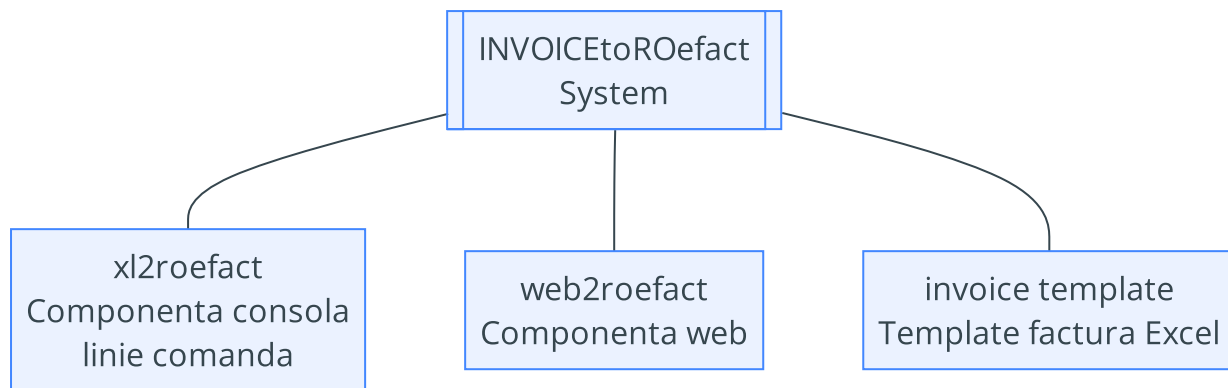 INVOICEtoROefact
System
xl2roefact
Componenta consola
linie comanda
web2roefact
Componenta web
invoice template
Template factura Excel